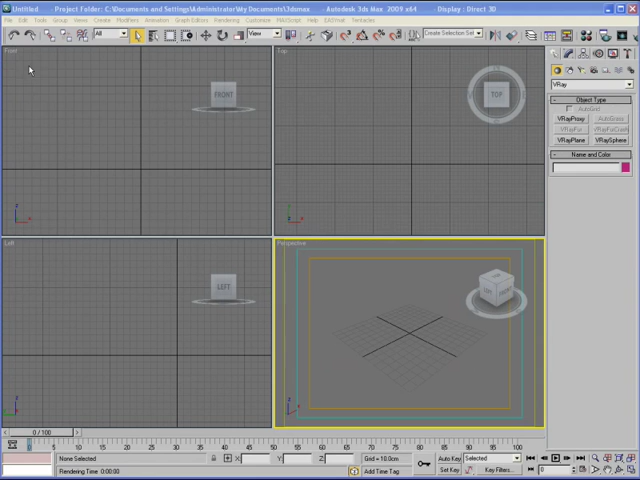 Untitled Project Folder: C:\Documents and Settings\Administrator\My Documents\3dsmax Autodesk 3ds Max 2009 x64 Display : Direct 3D
File Edit Tools Group Views Create Modifiers Animation Graph Editors Rendering Customize MAXScript Help Tentacles
All
View
Create Selection Set
Front
FRONT
Top
TOP
VRay
Object Type
AutoGrid
VRayProxy
VRayFur
VRayPlane VRaySphere
Name and Color
Left
LEFT
Perspective
FRONT
0 / 100
0 5 10 15 20 25 30 35 40 45 50 55 60 65 70 75 80 85 90 95 100
None Selected
X: Y: Z:
Grid = 10.0cm
Auto Key
Selected
Rendering Time 0:00:00
Add Time Tag
Set Key
Key Filters...
0